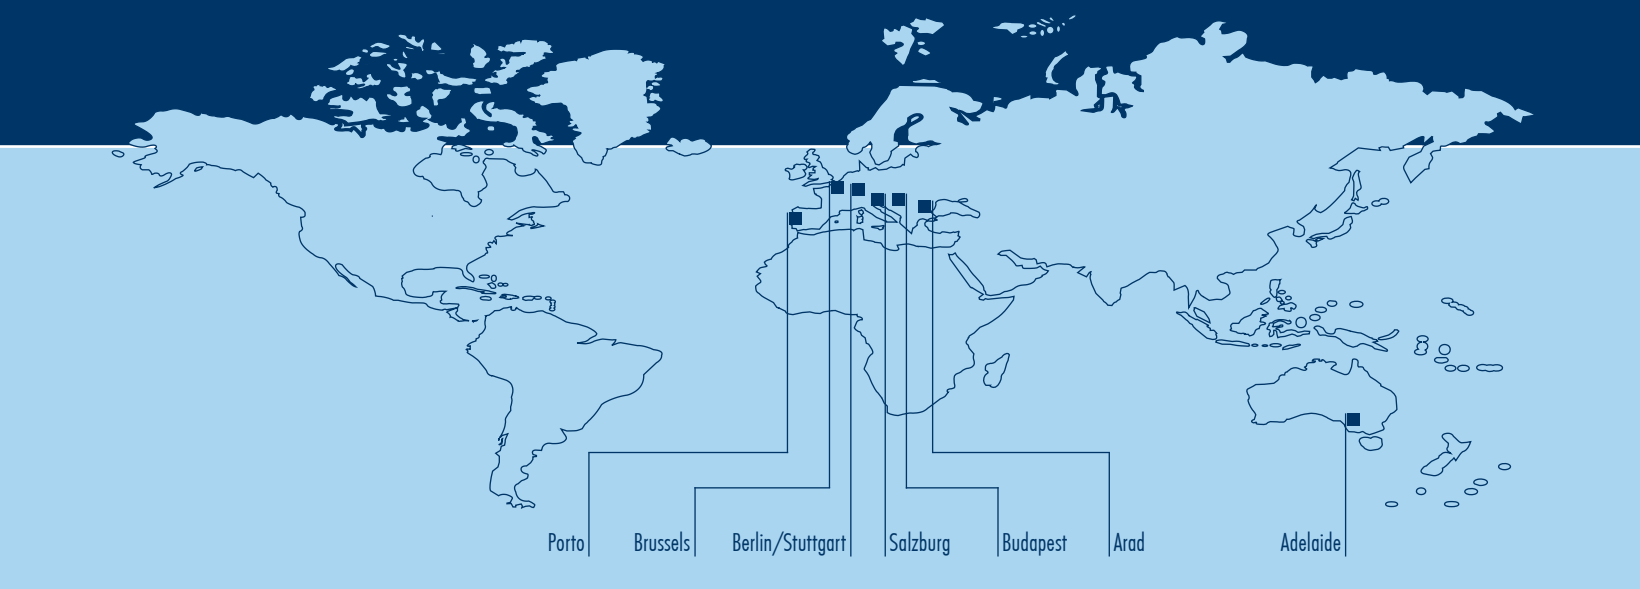 Porto
Brussels
Berlin/Stuttgart
Salzburg
Budapest
Arad
Adelaide